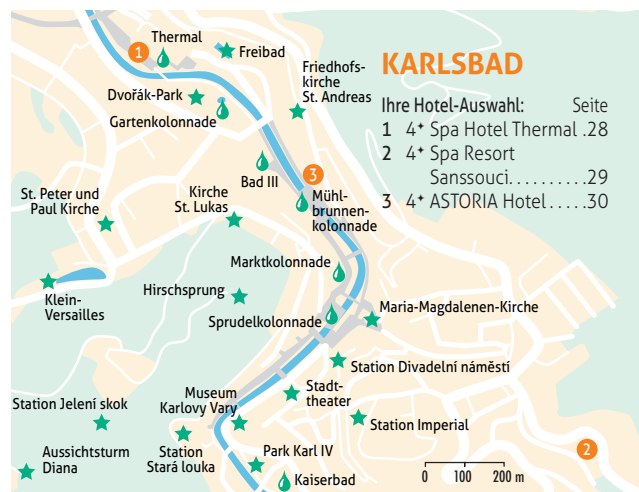 KARLSBAD
Ihre Hotel-Auswahl: Seite
1 4✦ Spa Hotel Thermal .28
2 4✦ Spa Resort
Sanssouci..........29
3 4✦ ASTORIA Hotel .....30
Thermal
1
Freibad
Friedhofs-
kirche
St. Andreas
Dvořák-Park
Gartenkolonnade
Bad III
3
Mühl-
brunnen-
kolonnade
St. Peter und
Paul Kirche
Kirche
St. Lukas
Marktkolonnade
Klein-
Versailles
Hirschsprung
Sprudelkolonnade
Maria-Magdalenen-Kirche
Station Divadelní náměstí
Museum
Karlovy Vary
Stadt-
theater
Station Jelení skok
Station Imperial
Station
Stará louka
Aussichtsturm
Diana
Park Karl IV
Kaiserbad
2
0 100 200 m